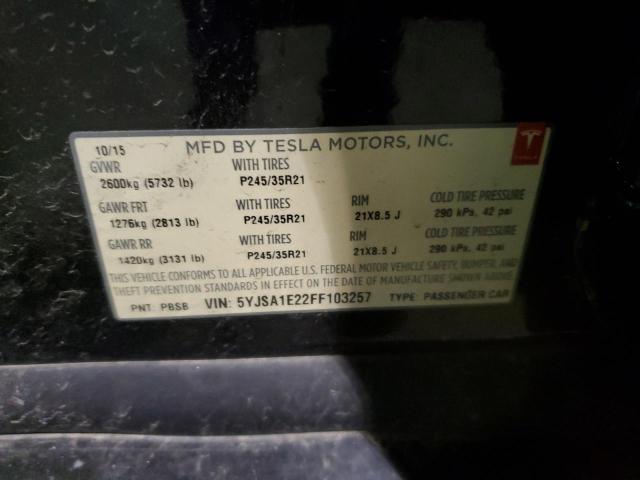 10/15 MFD BY TESLA MOTORS, INC.
GVWR WITH TIRES
2600kg (5732 lb) P245/35R21
GAWR FRT WITH TIRES RIM COLD TIRE PRESSURE
1276kg (2813 lb) P245/35R21 21X8.5 J 290 kPa, 42 psi
GAWR RR WITH TIRES RIM COLD TIRE PRESSURE
1420kg (3131 lb) P245/35R21 21X8.5 J 290 kPa, 42 psi
THIS VEHICLE CONFORMS TO ALL APPLICABLE U.S. FEDERAL MOTOR VEHICLE SAFETY, BUMPER, AND
THEFT PREVENTION STANDARDS IN EFFECT ON THE DATE OF MANUFACTURE SHOWN ABOVE.
PNT: PBSB VIN: 5YJSA1E22FF103257 TYPE: PASSENGER CAR
TESLA